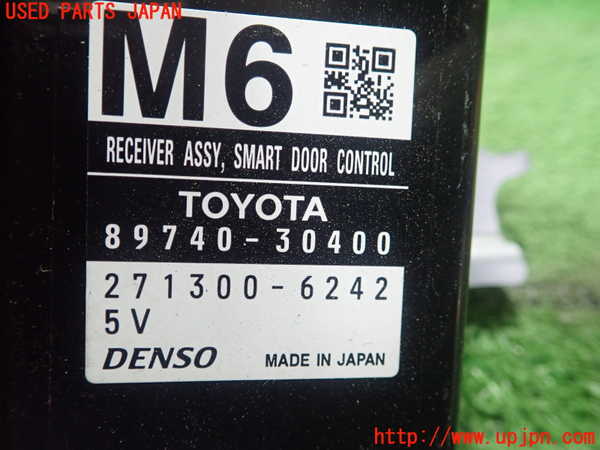 USED PARTS JAPAN
M6
RECEIVER ASSY, SMART DOOR CONTROL
TOYOTA
89740-30400
271300-6242
5V
DENSO MADE IN JAPAN
http://www.upjpn.com